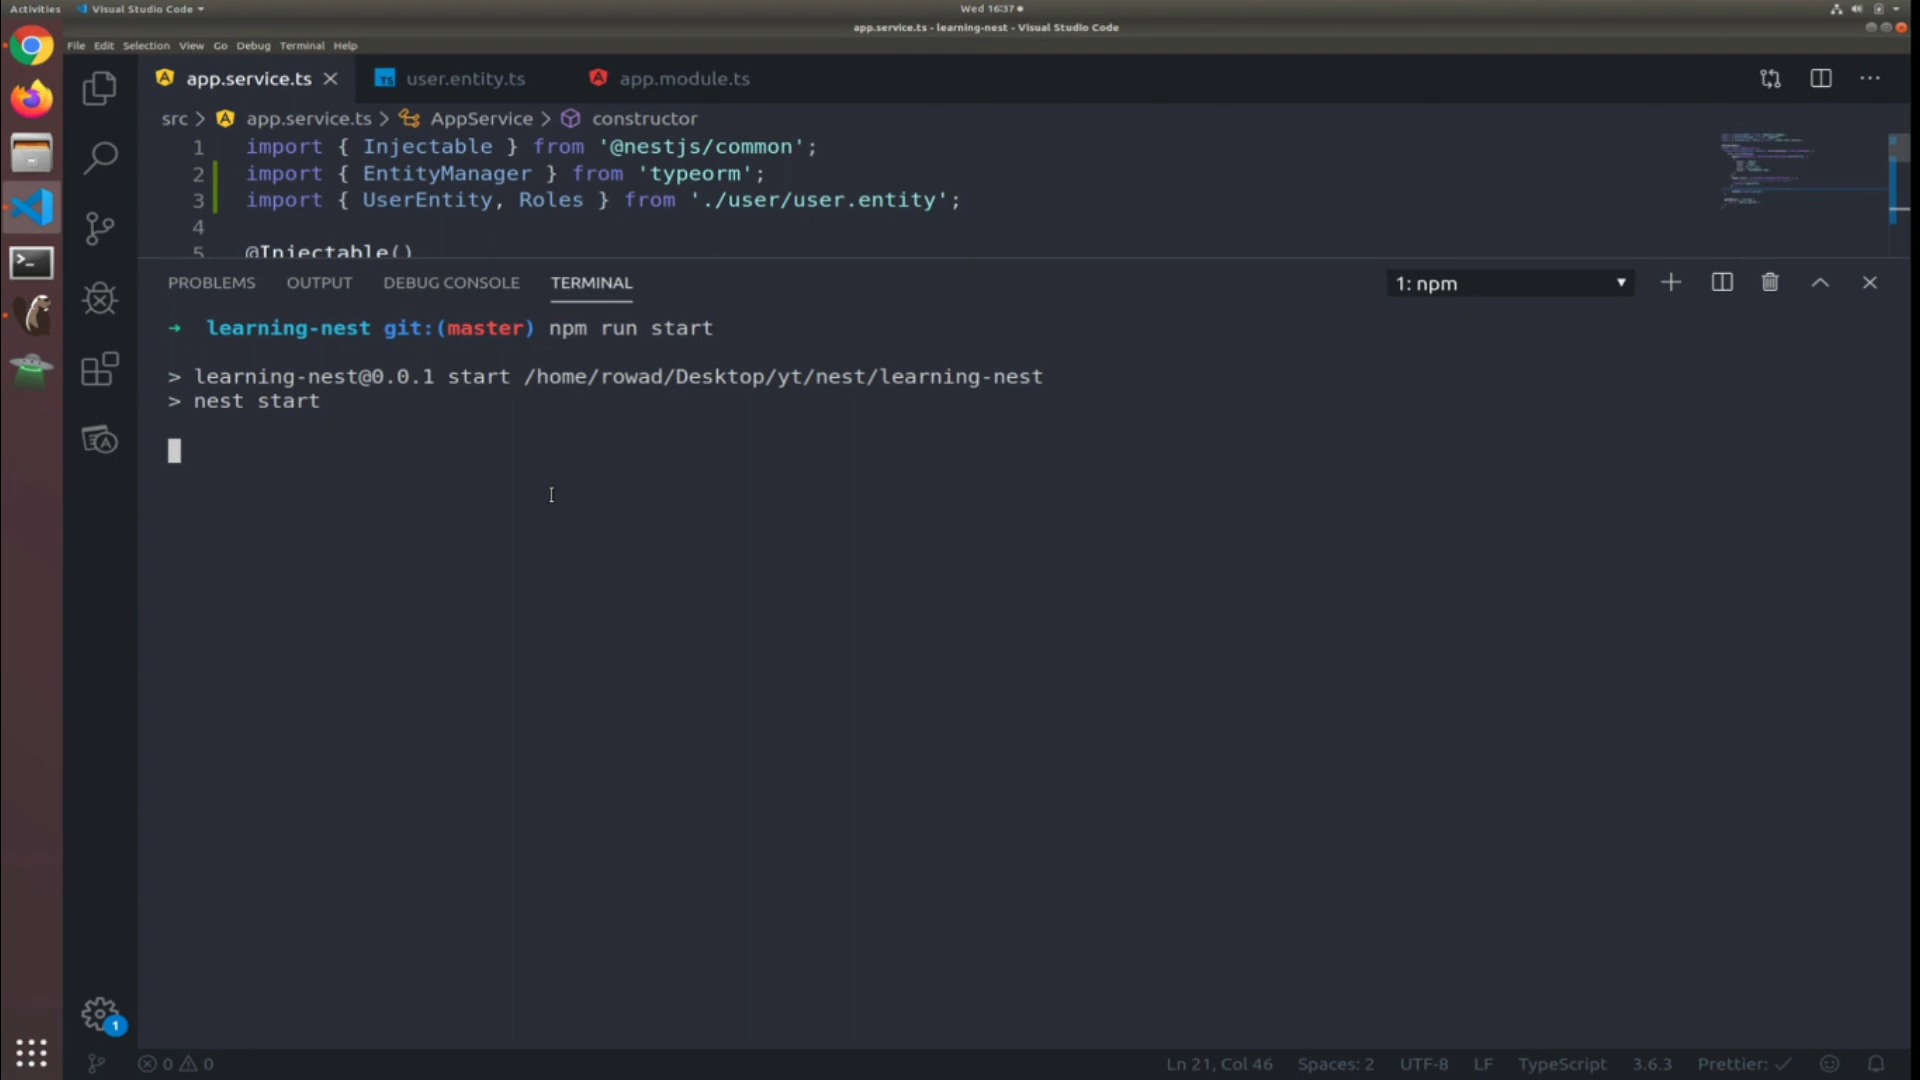 Activities Visual Studio Code Wed 16:37
app.service.ts - learning-nest - Visual Studio Code
File Edit Selection View Go Debug Terminal Help
app.service.ts user.entity.ts app.module.ts
src > app.service.ts > AppService > constructor
1 import { Injectable } from '@nestjs/common';
2 import { EntityManager } from 'typeorm';
3 import { UserEntity, Roles } from './user/user.entity';
4
5 @Injectable()
PROBLEMS OUTPUT DEBUG CONSOLE TERMINAL 1: npm
→ learning-nest git:(master) npm run start
> learning-nest@0.0.1 start /home/rowad/Desktop/yt/nest/learning-nest
> nest start
1
0 0 Ln 21, Col 46 Spaces: 2 UTF-8 LF TypeScript 3.6.3 Prettier: ✓